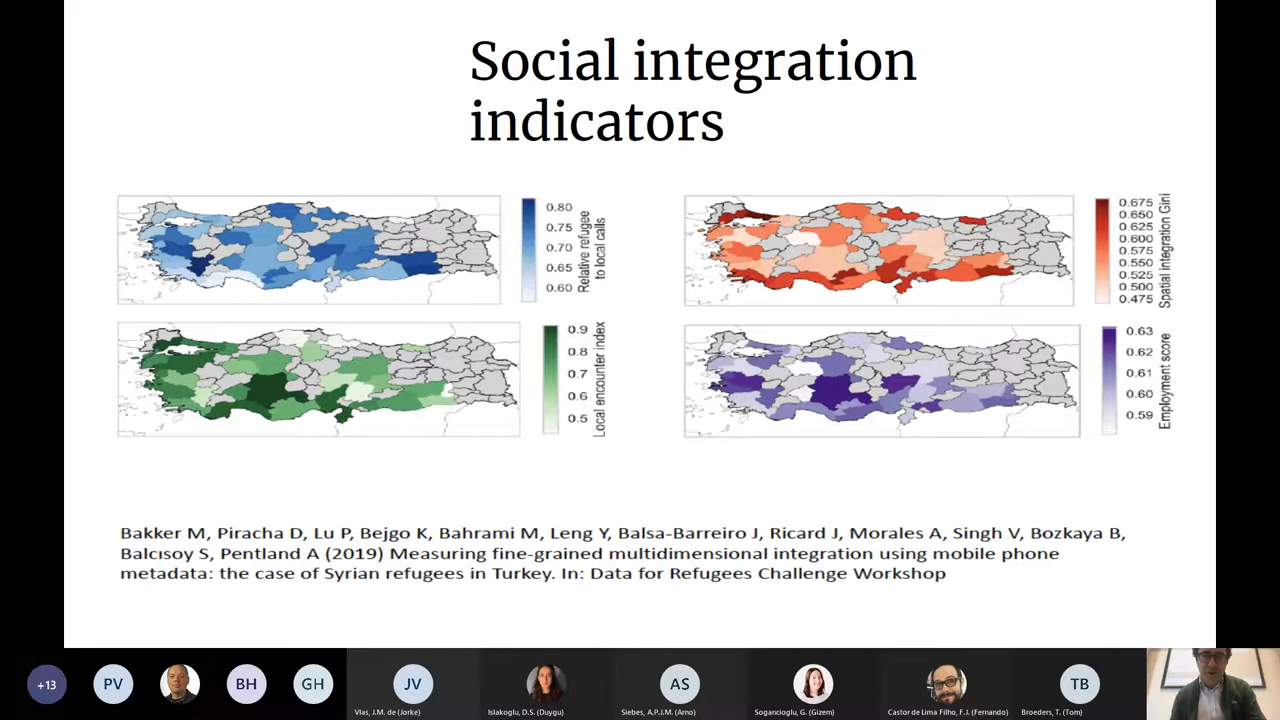 Social integration
indicators
0.80
0.75
0.70
0.65
0.60
Relative refugee
to local calls
0.675
0.650
0.625
0.600
0.575
0.550
0.525
0.500
0.475
Spatial integration Gini
0.9
0.8
0.7
0.6
0.5
Local encounter index
0.63
0.62
0.61
0.60
0.59
Employment score
Bakker M, Piracha D, Lu P, Bejgo K, Bahrami M, Leng Y, Balsa-Barreiro J, Ricard J, Morales A, Singh V, Bozkaya B,
Balcısoy S, Pentland A (2019) Measuring fine-grained multidimensional integration using mobile phone
metadata: the case of Syrian refugees in Turkey. In: Data for Refugees Challenge Workshop
+13
PV
BH
GH
JV
AS
TB
Vlas, J.M. de (Jorke)
Islakoglu, D.S. (Duygu)
Siebes, A.P.J.M. (Arno)
Sogancioglu, G. (Gizem)
Castor de Lima Filho, F.J. (Fernando)
Broeders, T. (Tom)